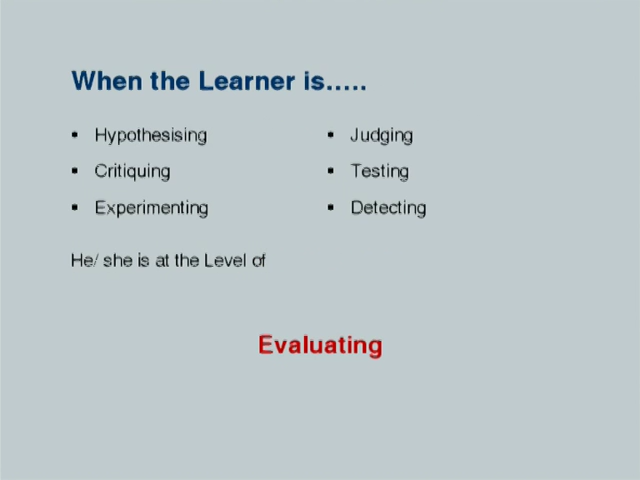 When the Learner is.....
▪ Hypothesising
▪ Critiquing
▪ Experimenting
▪ Judging
▪ Testing
▪ Detecting
He/ she is at the Level of
Evaluating